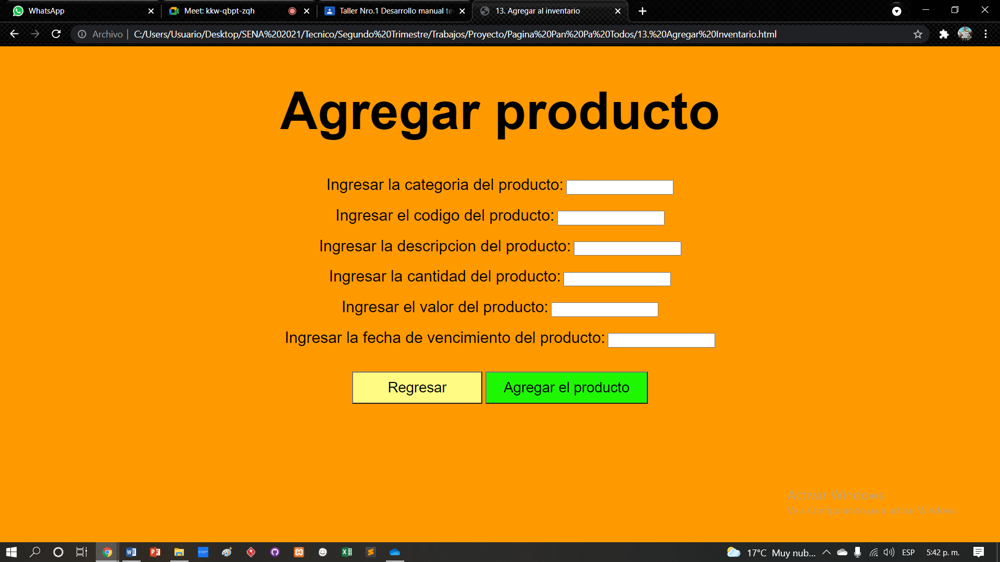 WhatsApp
Meet: kkw-qbpt-zqh
Taller Nro.1 Desarrollo manual te
13. Agregar al inventario
Archivo
C:/Users/Usuario/Desktop/SENA%202021/Tecnico/Segundo%20Trimestre/Trabajos/Proyecto/Pagina%20Pan%20Pa%20Todos/13.%20Agregar%20Inventario.html
Agregar producto
Ingresar la categoria del producto:
Ingresar el codigo del producto:
Ingresar la descripcion del producto:
Ingresar la cantidad del producto:
Ingresar el valor del producto:
Ingresar la fecha de vencimiento del producto:
Regresar
Agregar el producto
Activar Windows
Ve a Configuración para activar Windows.
17°C Muy nub...
ESP
5:42 p. m.